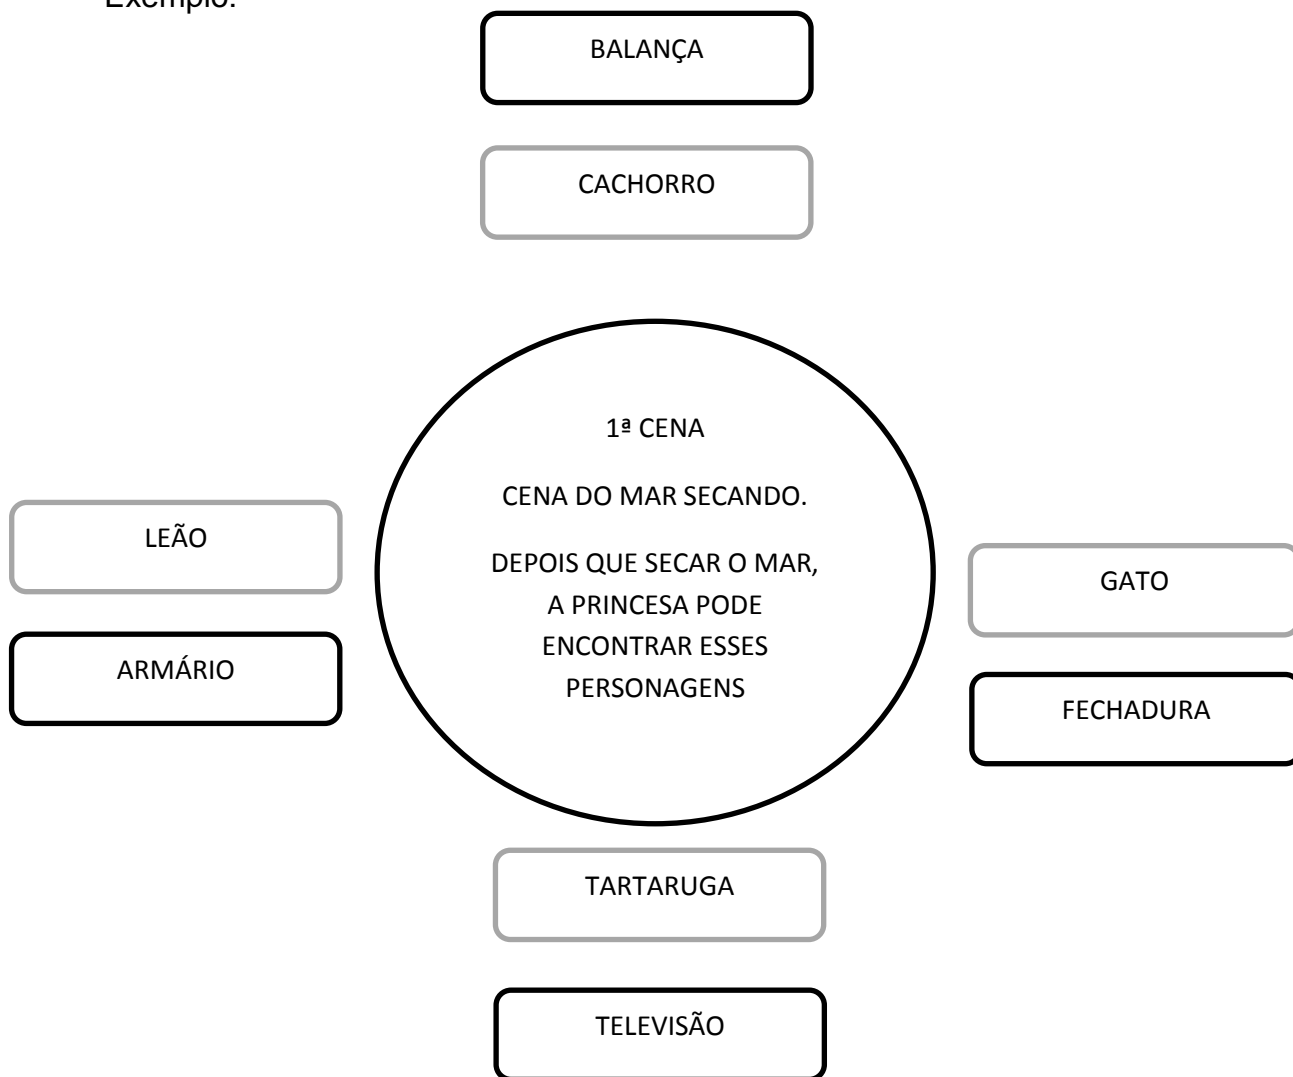 Exemplo:
BALANÇA
CACHORRO
1ª CENA
CENA DO MAR SECANDO.
DEPOIS QUE SECAR O MAR,
A PRINCESA PODE
ENCONTRAR ESSES
PERSONAGENS
LEÃO
ARMÁRIO
GATO
FECHADURA
TARTARUGA
TELEVISÃO